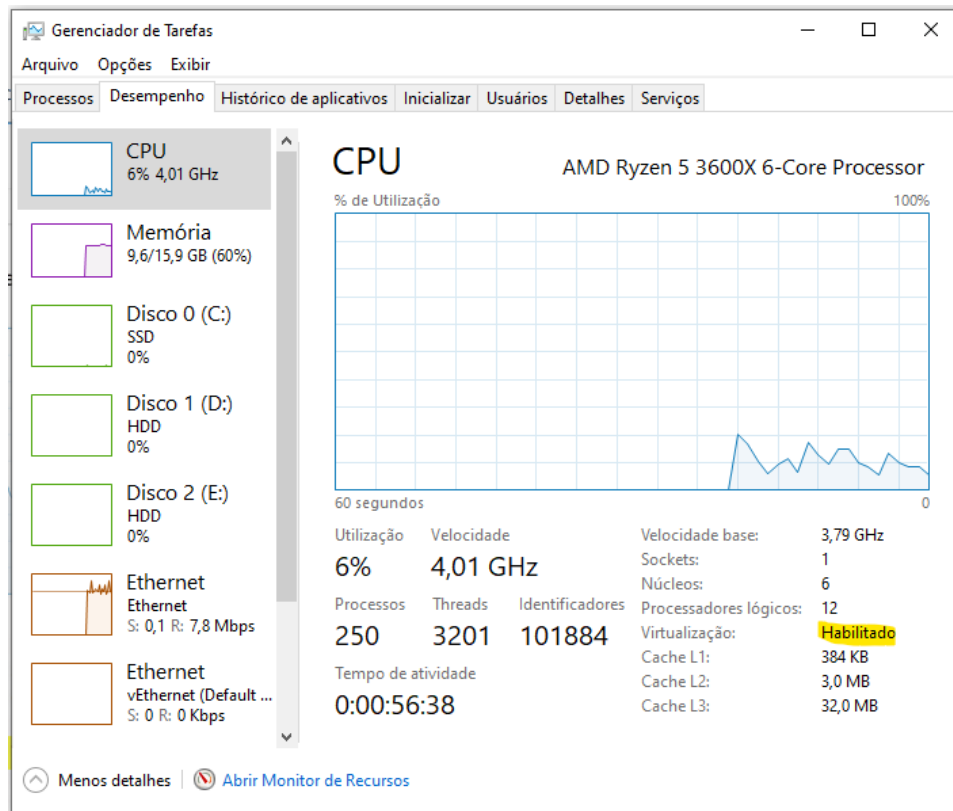 Gerenciador de Tarefas
Arquivo Opções Exibir
Processos Desempenho Histórico de aplicativos Inicializar Usuários Detalhes Serviços
CPU
6% 4,01 GHz
Memória
9,6/15,9 GB (60%)
Disco 0 (C:)
SSD
0%
Disco 1 (D:)
HDD
0%
Disco 2 (E:)
HDD
0%
Ethernet
Ethernet
S: 0,1 R: 7,8 Mbps
Ethernet
vEthernet (Default ...
S: 0 R: 0 Kbps
CPU AMD Ryzen 5 3600X 6-Core Processor
% de Utilização 100%
60 segundos 0
Utilização Velocidade
6% 4,01 GHz
Processos Threads Identificadores
250 3201 101884
Tempo de atividade
0:00:56:38
Velocidade base: 3,79 GHz
Sockets: 1
Núcleos: 6
Processadores lógicos: 12
Virtualização: Habilitado
Cache L1: 384 KB
Cache L2: 3,0 MB
Cache L3: 32,0 MB
Menos detalhes Abrir Monitor de Recursos